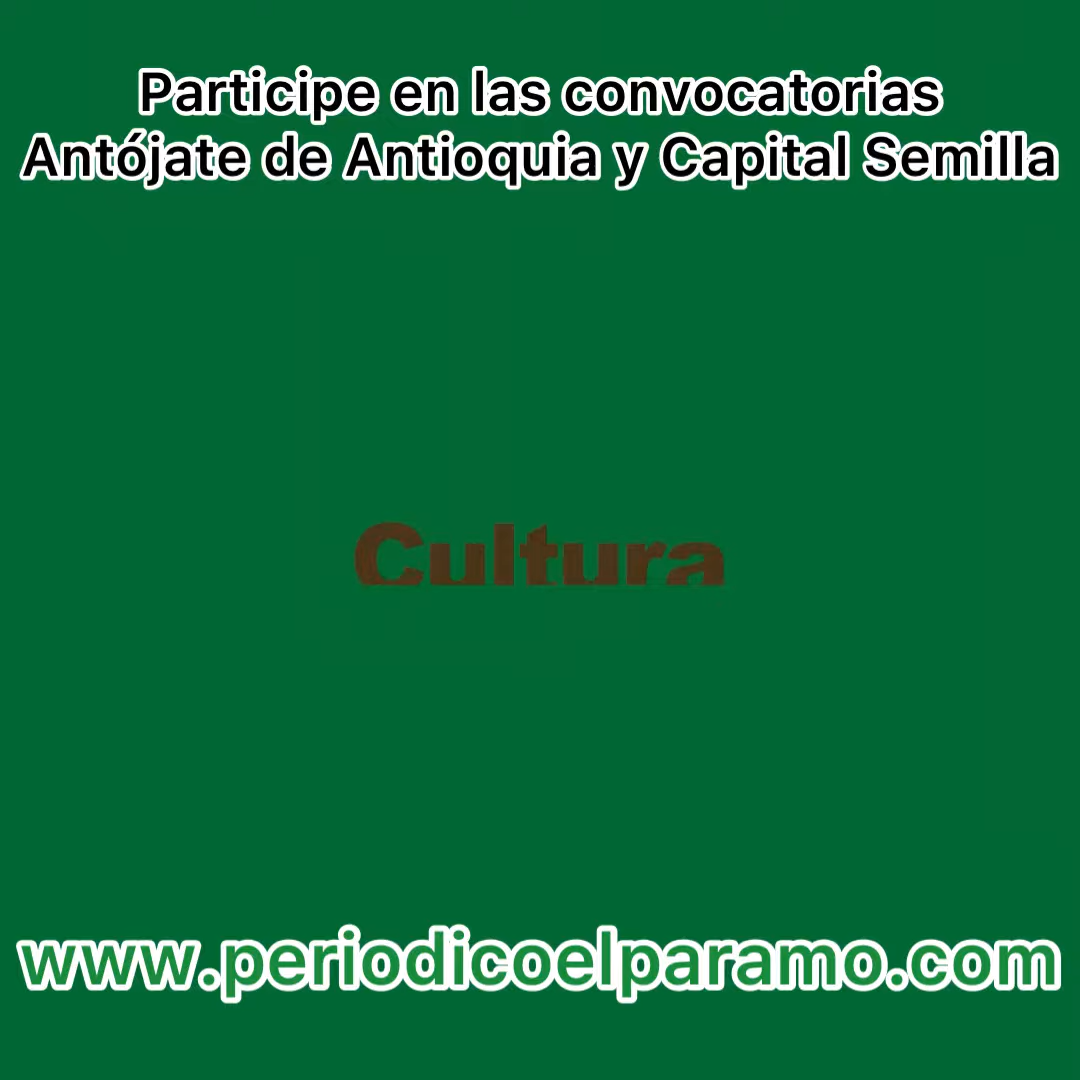 Participe en las convocatorias
Antójate de Antioquia y Capital Semilla
Cultura
www.periodicoelparamo.com